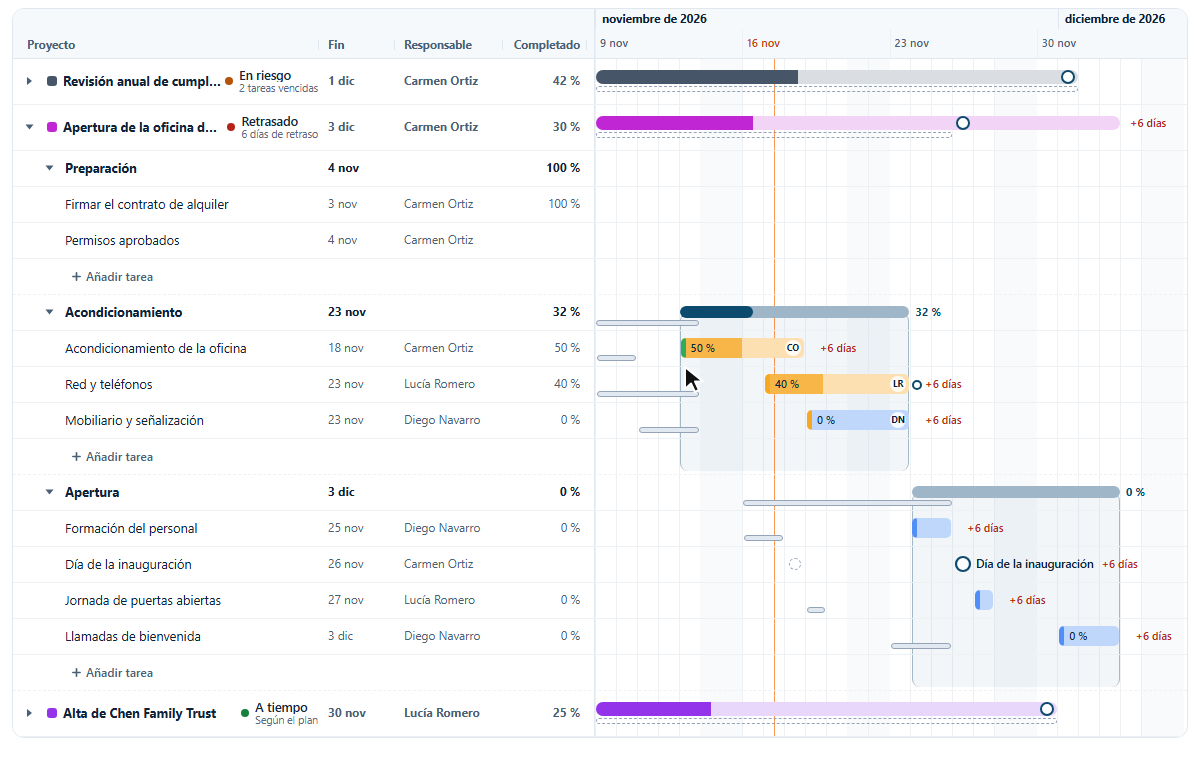 noviembre de 2026 diciembre de 2026
Proyecto Fin Responsable Completado 9 nov 16 nov 23 nov 30 nov
Revisión anual de cumpl... En riesgo 1 dic Carmen Ortiz 42 %
2 tareas vencidas
Apertura de la oficina d... Retrasado 3 dic Carmen Ortiz 30 % +6 días
6 días de retraso
Preparación 4 nov 100 %
Firmar el contrato de alquiler 3 nov Carmen Ortiz 100 %
Permisos aprobados 4 nov Carmen Ortiz
+ Añadir tarea
Acondicionamiento 23 nov 32 % 32 %
Acondicionamiento de la oficina 18 nov Carmen Ortiz 50 % 50 % CO +6 días
Red y teléfonos 23 nov Lucía Romero 40 % 40 % LR +6 días
Mobiliario y señalización 23 nov Diego Navarro 0 % 0 % DN +6 días
+ Añadir tarea
Apertura 3 dic 0 % 0 %
Formación del personal 25 nov Diego Navarro 0 % +6 días
Día de la inauguración 26 nov Carmen Ortiz Día de la inauguración +6 días
Jornada de puertas abiertas 27 nov Lucía Romero 0 % +6 días
Llamadas de bienvenida 3 dic Diego Navarro 0 % 0 % +6 días
+ Añadir tarea
Alta de Chen Family Trust A tiempo 30 nov Lucía Romero 25 %
Según el plan